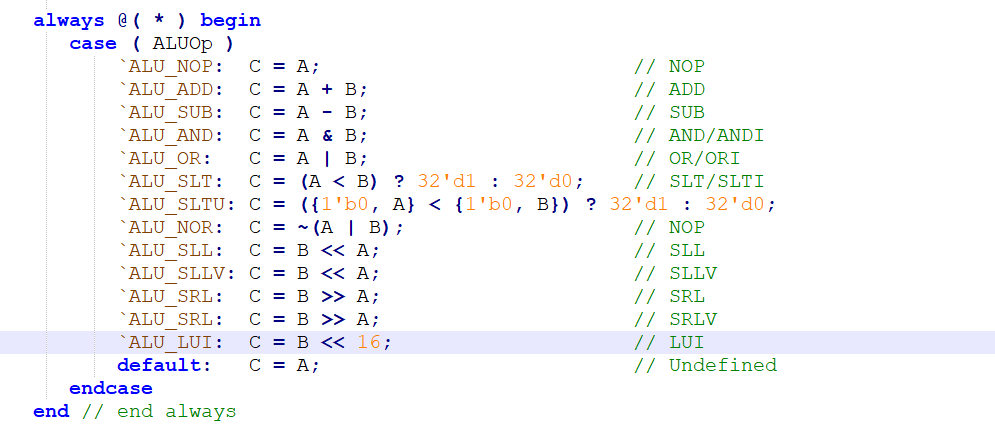 always @( * ) begin
case ( ALUOp )
`ALU_NOP: C = A; // NOP
`ALU_ADD: C = A + B; // ADD
`ALU_SUB: C = A - B; // SUB
`ALU_AND: C = A & B; // AND/ANDI
`ALU_OR: C = A | B; // OR/ORI
`ALU_SLT: C = (A < B) ? 32'd1 : 32'd0; // SLT/SLTI
`ALU_SLTU: C = ({1'b0, A} < {1'b0, B}) ? 32'd1 : 32'd0;
`ALU_NOR: C = ~(A | B); // NOP
`ALU_SLL: C = B << A; // SLL
`ALU_SLLV: C = B << A; // SLLV
`ALU_SRL: C = B >> A; // SRL
`ALU_SRL: C = B >> A; // SRLV
`ALU_LUI: C = B << 16; // LUI
default: C = A; // Undefined
endcase
end // end always